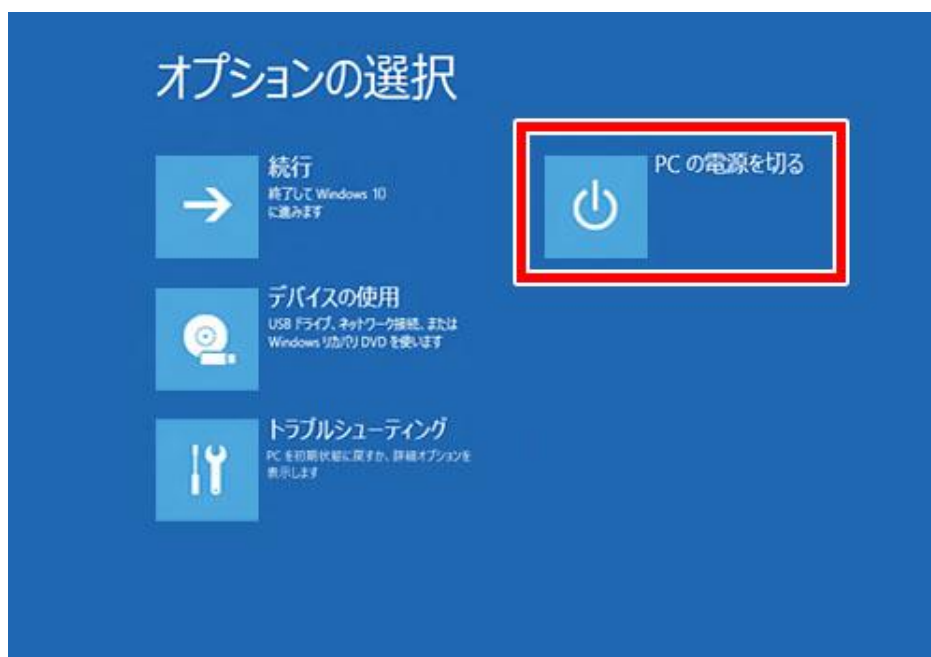 オプションの選択
続行
終了して Windows 10
に進みます
デバイスの使用
USB ドライブ、ネットワーク接続、または
Windows リカバリ DVD を使います
トラブルシューティング
PC を初期状態に戻すか、詳細オプションを
表示します
PC の電源を切る